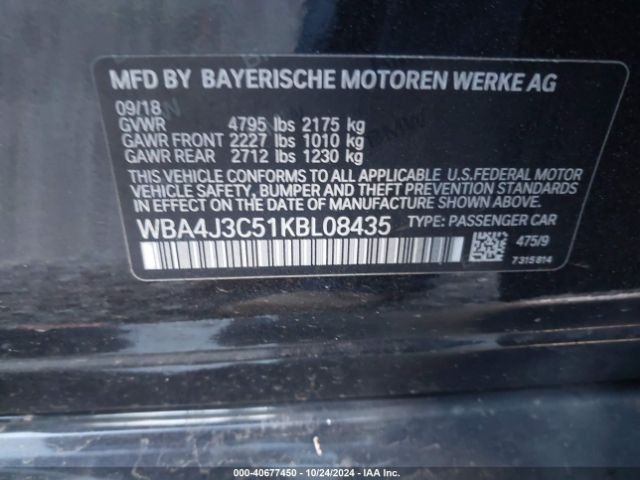 MFD BY BAYERISCHE MOTOREN WERKE AG
09/18
GVWR 4795 lbs 2175 kg
GAWR FRONT 2227 lbs 1010 kg
GAWR REAR 2712 lbs 1230 kg
THIS VEHICLE CONFORMS TO ALL APPLICABLE U.S.FEDERAL MOTOR
VEHICLE SAFETY, BUMPER AND THEFT PREVENTION STANDARDS
IN EFFECT ON THE DATE OF MANUFACTURE SHOWN ABOVE.
WBA4J3C51KBL08435 TYPE: PASSENGER CAR
475/9
7315814
000-40677450 - 10/24/2024 - IAA Inc.